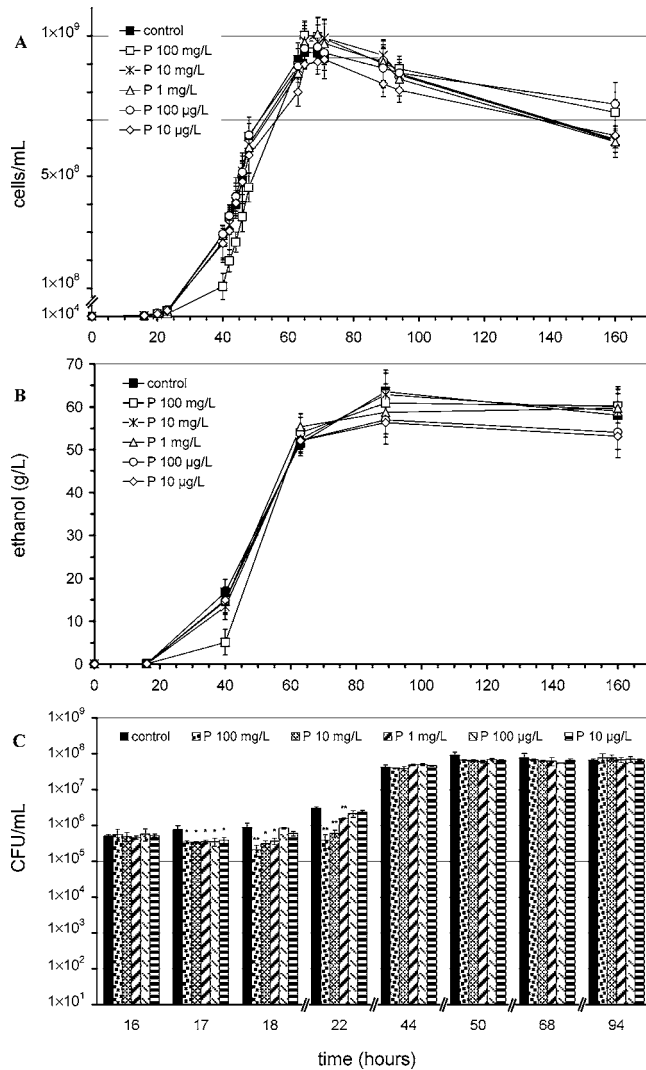 A
1×10⁹
5×10⁸
1×10⁸
1×10⁴
cells/mL
control
P 100 mg/L
P 10 mg/L
P 1 mg/L
P 100 µg/L
P 10 µg/L
0 20 40 60 80 100 120 140 160
B
70
60
50
40
30
20
10
0
ethanol (g/L)
control
P 100 mg/L
P 10 mg/L
P 1 mg/L
P 100 µg/L
P 10 µg/L
0 20 40 60 80 100 120 140 160
C
1×10⁹
1×10⁸
1×10⁷
1×10⁶
1×10⁵
1×10⁴
1×10³
1×10²
1×10¹
CFU/mL
control P 100 mg/L P 10 mg/L P 1 mg/L P 100 µg/L P 10 µg/L
* * * * *
** * *
** ** **
16 17 18 22 44 50 68 94
time (hours)